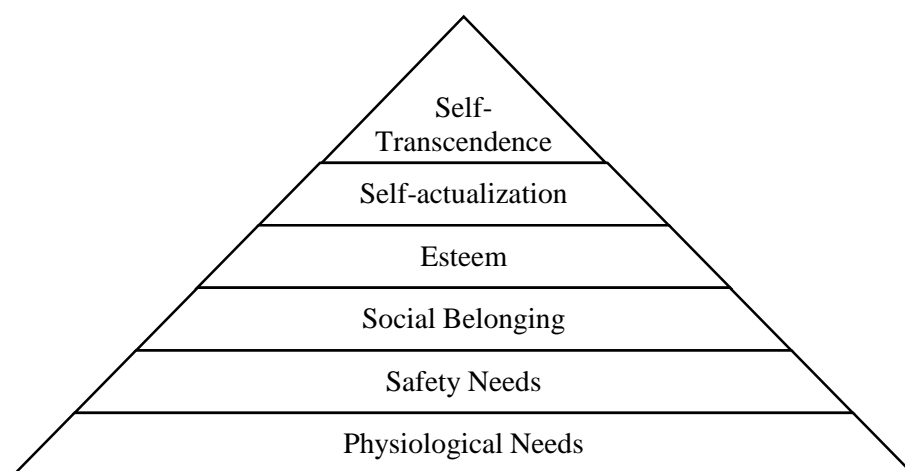 Self-
Transcendence
Self-actualization
Esteem
Social Belonging
Safety Needs
Physiological Needs